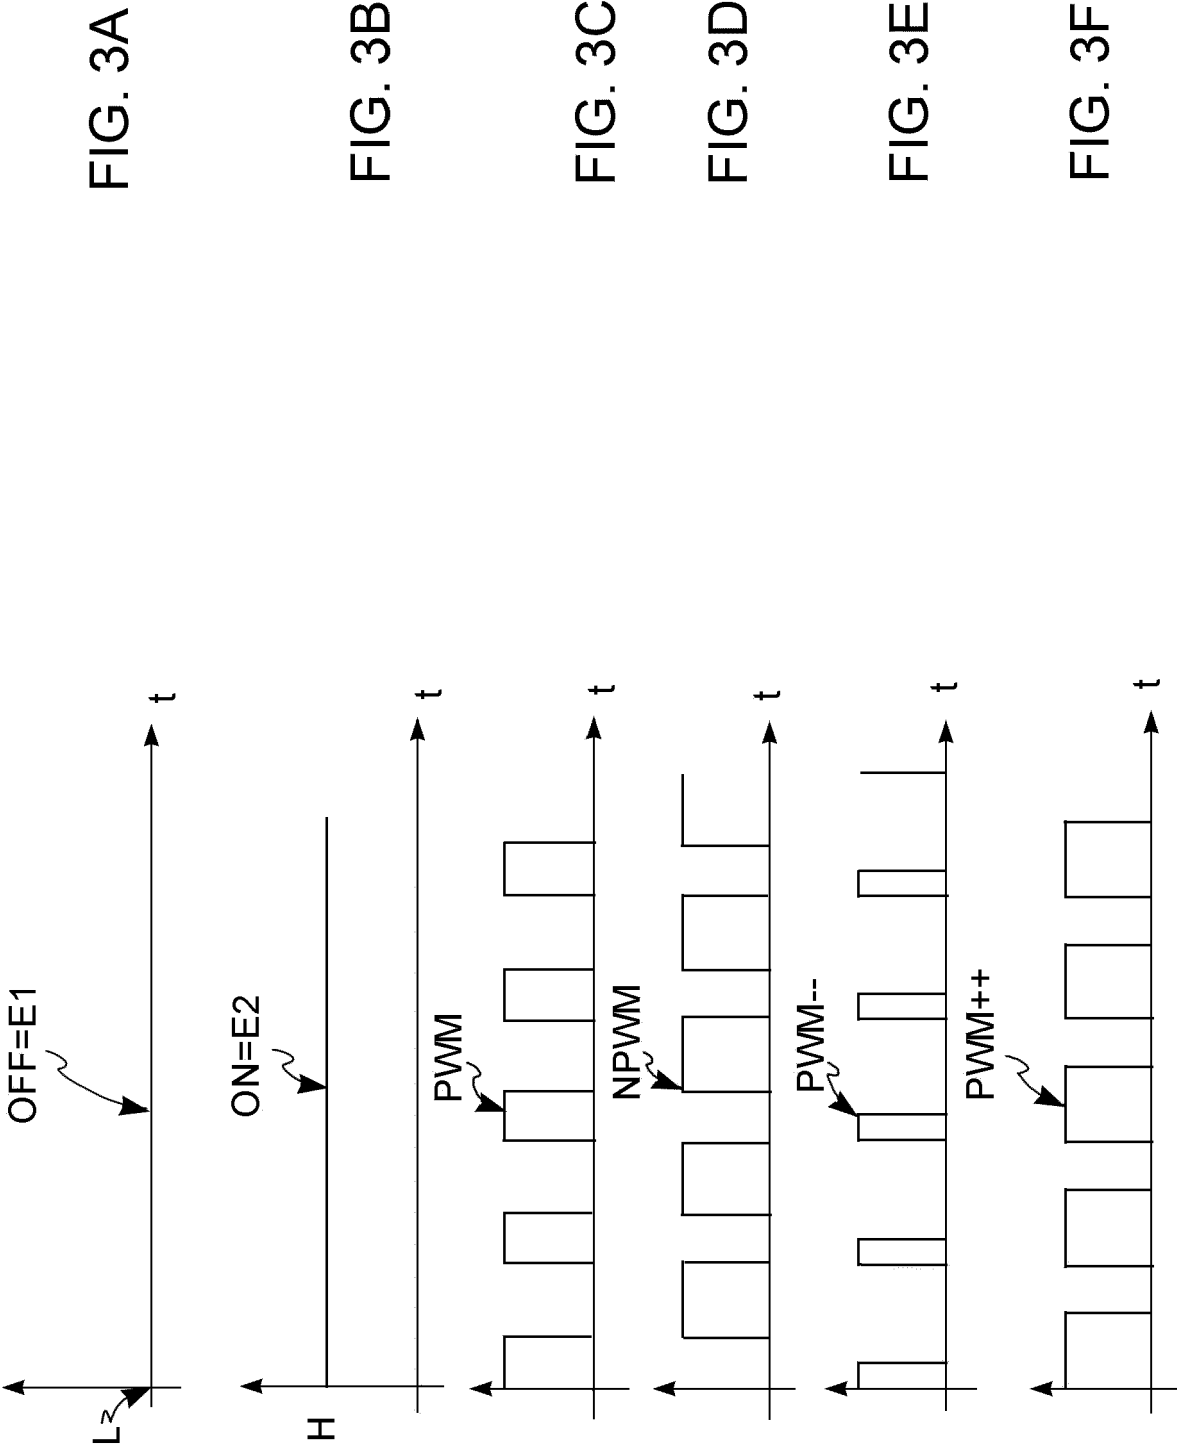 FIG. 3A
OFF=E1
L
t
FIG. 3B
ON=E2
H
t
FIG. 3C
PWM
t
FIG. 3D
NPWM
t
FIG. 3E
PWM--
t
FIG. 3F
PWM++
t